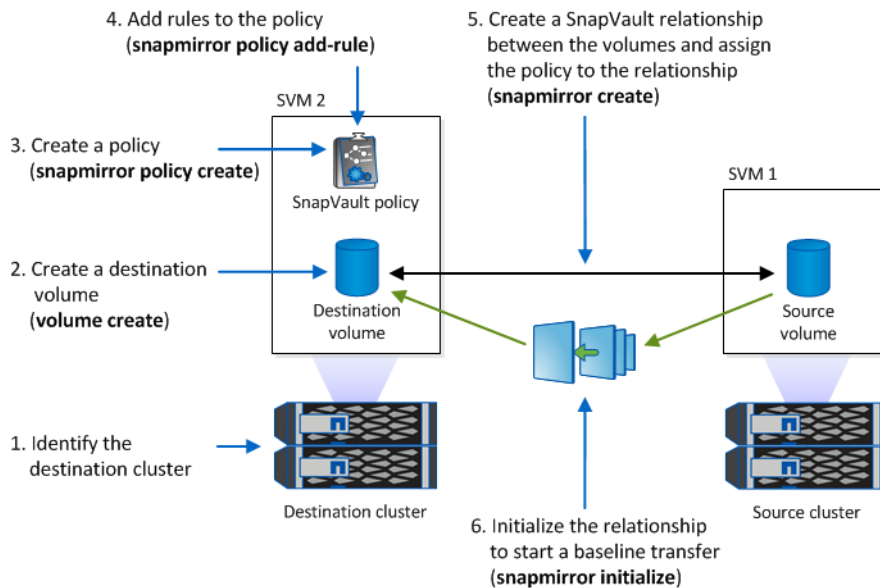 4. Add rules to the policy
(snapmirror policy add-rule)
5. Create a SnapVault relationship
between the volumes and assign
the policy to the relationship
(snapmirror create)
SVM 2
3. Create a policy
(snapmirror policy create)
SnapVault policy
SVM 1
2. Create a destination
volume
(volume create)
Destination
volume
Source
volume
1. Identify the
destination cluster
Destination cluster
Source cluster
6. Initialize the relationship
to start a baseline transfer
(snapmirror initialize)